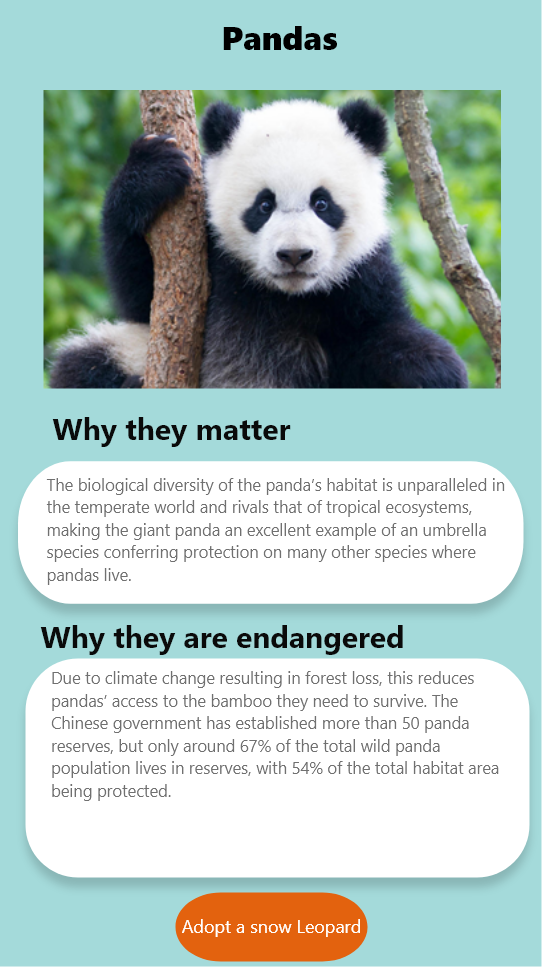 Pandas
Why they matter
The biological diversity of the panda’s habitat is unparalleled in
the temperate world and rivals that of tropical ecosystems,
making the giant panda an excellent example of an umbrella
species conferring protection on many other species where
pandas live.
Why they are endangered
Due to climate change resulting in forest loss, this reduces
pandas’ access to the bamboo they need to survive. The
Chinese government has established more than 50 panda
reserves, but only around 67% of the total wild panda
population lives in reserves, with 54% of the total habitat area
being protected.
Adopt a snow Leopard